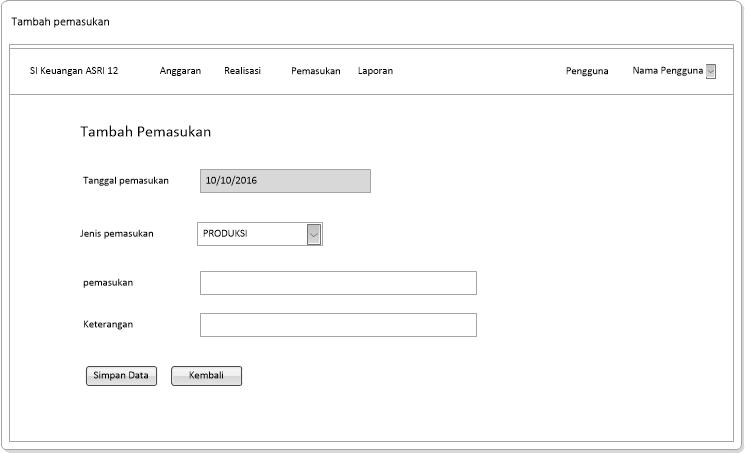 Tambah pemasukan
SI Keuangan ASRI 12 Anggaran Realisasi Pemasukan Laporan Pengguna Nama Pengguna
Tambah Pemasukan
Tanggal pemasukan 10/10/2016
Jenis pemasukan PRODUKSI
pemasukan
Keterangan
Simpan Data Kembali